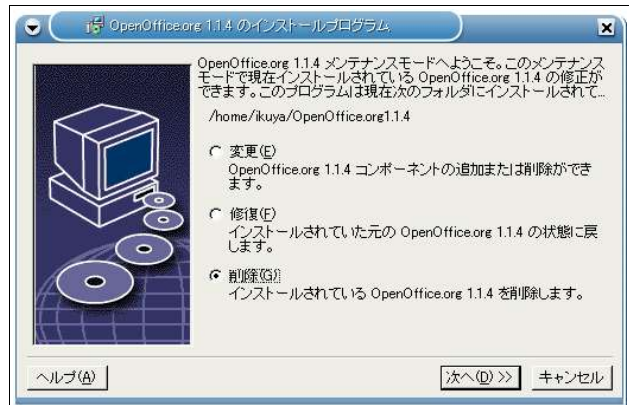 OpenOffice.org 1.1.4 のインストールプログラム
OpenOffice.org 1.1.4 メンテナンスモードへようこそ。このメンテナンス
モードで現在インストールされている OpenOffice.org 1.1.4 の修正が
できます。このプログラムは現在次のフォルダにインストールされて...
/home/ikuya/OpenOffice.org1.1.4
変更(E)
OpenOffice.org 1.1.4 コンポーネントの追加または削除ができ
ます。
修復(F)
インストールされていた元の OpenOffice.org 1.1.4 の状態に戻
します。
削除(G)
インストールされている OpenOffice.org 1.1.4 を削除します。
ヘルプ(A)
次へ(D) >>
キャンセル